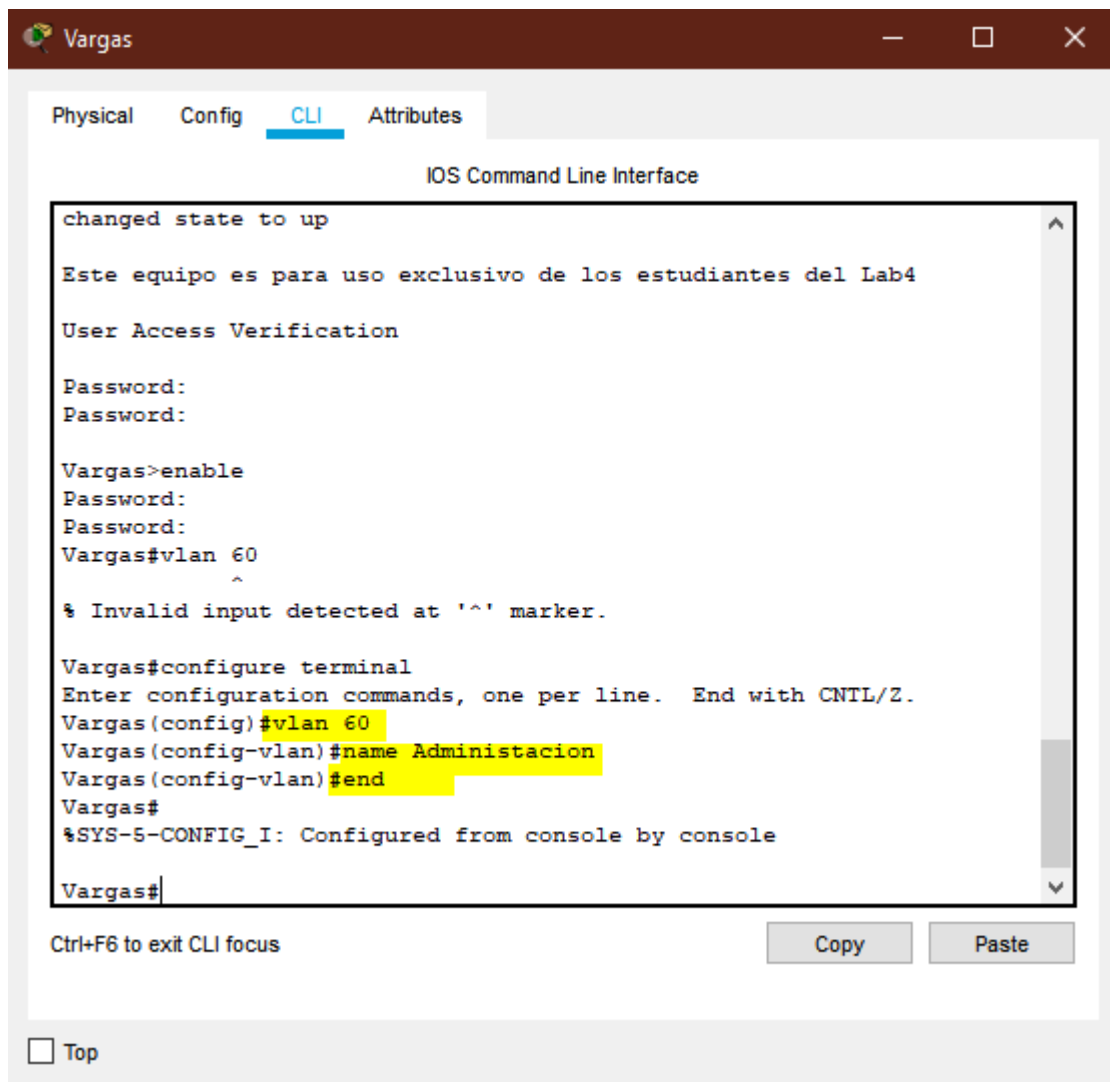 Vargas
Physical Config CLI Attributes
IOS Command Line Interface
changed state to up
Este equipo es para uso exclusivo de los estudiantes del Lab4
User Access Verification
Password:
Password:
Vargas>enable
Password:
Password:
Vargas#vlan 60
^
% Invalid input detected at '^' marker.
Vargas#configure terminal
Enter configuration commands, one per line.  End with CNTL/Z.
Vargas(config)#vlan 60
Vargas(config-vlan)#name Administacion
Vargas(config-vlan)#end
Vargas#
%SYS-5-CONFIG_I: Configured from console by console
Vargas#
Ctrl+F6 to exit CLI focus
Copy Paste
Top